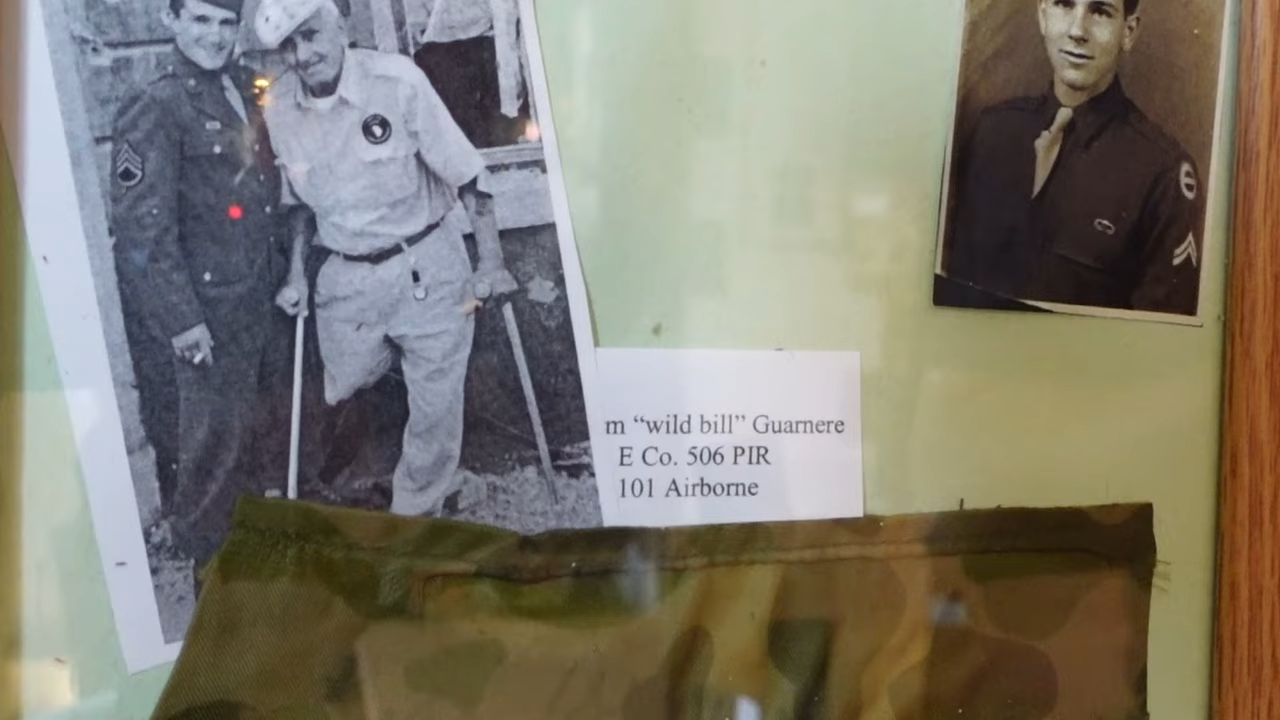 m “wild bill” Guarnere
E Co. 506 PIR
101 Airborne